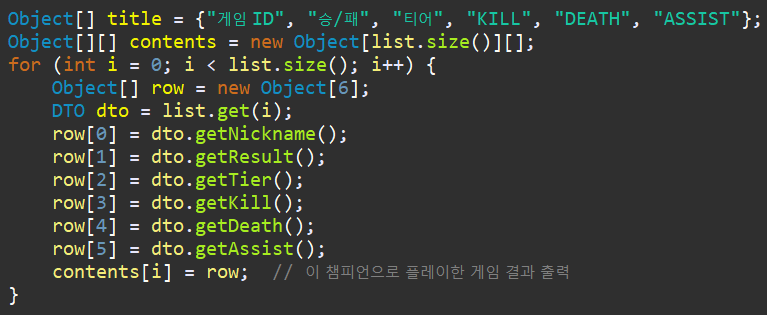 Object[] title = {"게임 ID", "승/패", "티어", "KILL", "DEATH", "ASSIST"};
Object[][] contents = new Object[list.size()][];
for (int i = 0; i < list.size(); i++) {
    Object[] row = new Object[6];
    DTO dto = list.get(i);
    row[0] = dto.getNickname();
    row[1] = dto.getResult();
    row[2] = dto.getTier();
    row[3] = dto.getKill();
    row[4] = dto.getDeath();
    row[5] = dto.getAssist();
    contents[i] = row;  // 이 챔피언으로 플레이한 게임 결과 출력
}